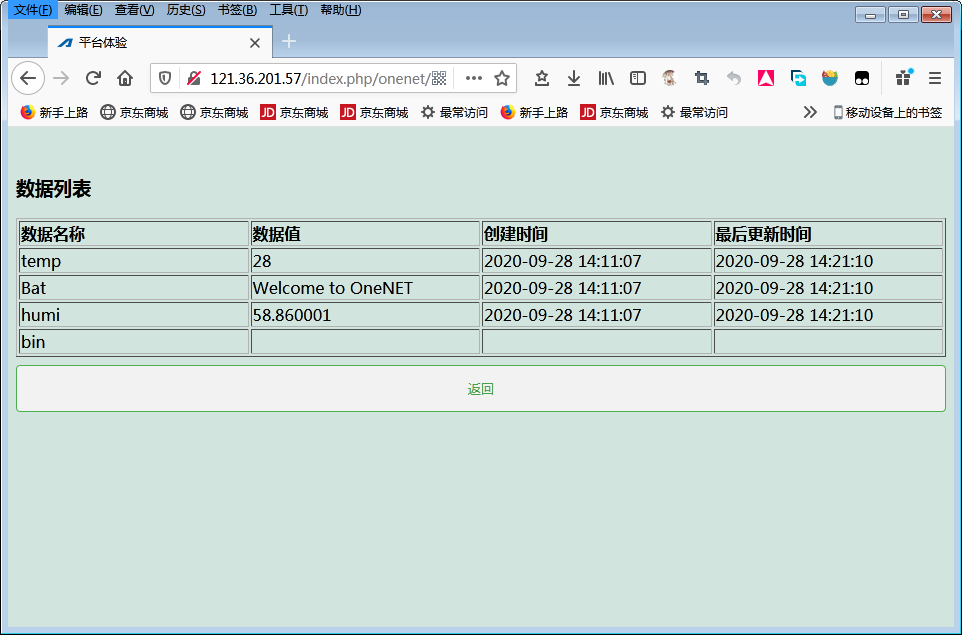 文件(F) 编辑(E) 查看(V) 历史(S) 书签(B) 工具(T) 帮助(H)
平台体验
121.36.201.57/index.php/onenet/
新手上路 京东商城 京东商城 JD 京东商城 JD 京东商城 最常访问 新手上路 JD 京东商城 最常访问 移动设备上的书签
数据列表
数据名称 数据值 创建时间 最后更新时间
temp 28 2020-09-28 14:11:07 2020-09-28 14:21:10
Bat Welcome to OneNET 2020-09-28 14:11:07 2020-09-28 14:21:10
humi 58.860001 2020-09-28 14:11:07 2020-09-28 14:21:10
bin
返回